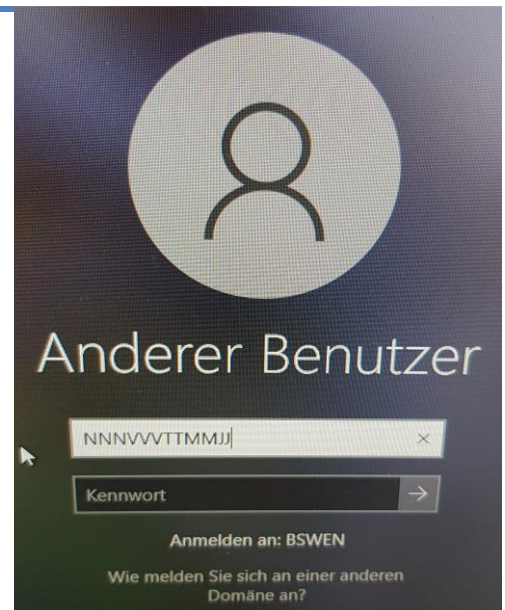 Anderer Benutzer
NNNVVVTTMMJJ
Kennwort
Anmelden an: BSWEN
Wie melden Sie sich an einer anderen
Domäne an?